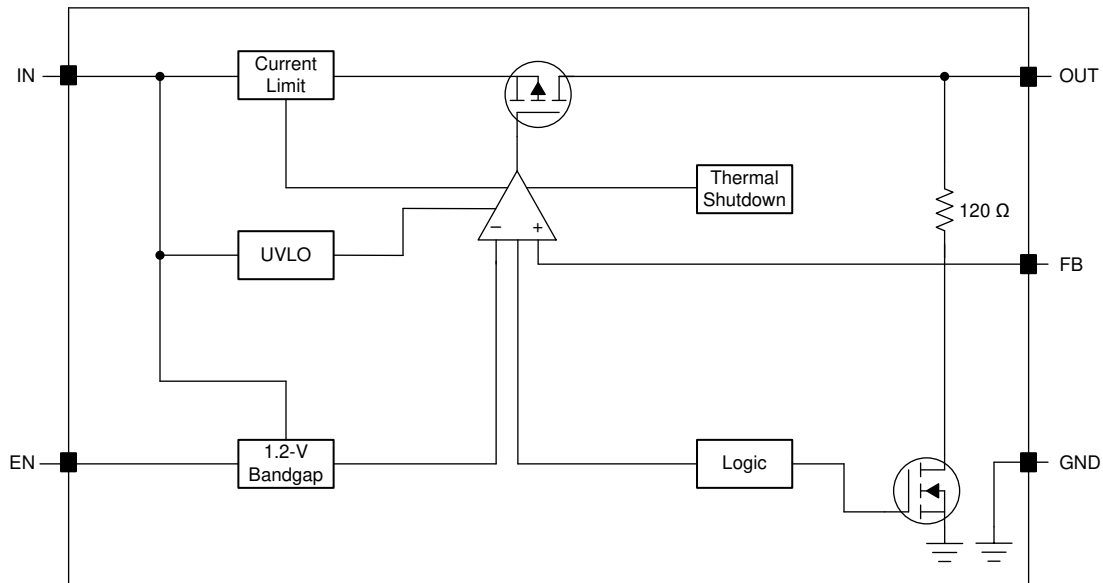 IN
Current
Limit
OUT
Thermal
Shutdown
120 Ω
UVLO
− +
FB
EN
1.2-V
Bandgap
Logic
GND